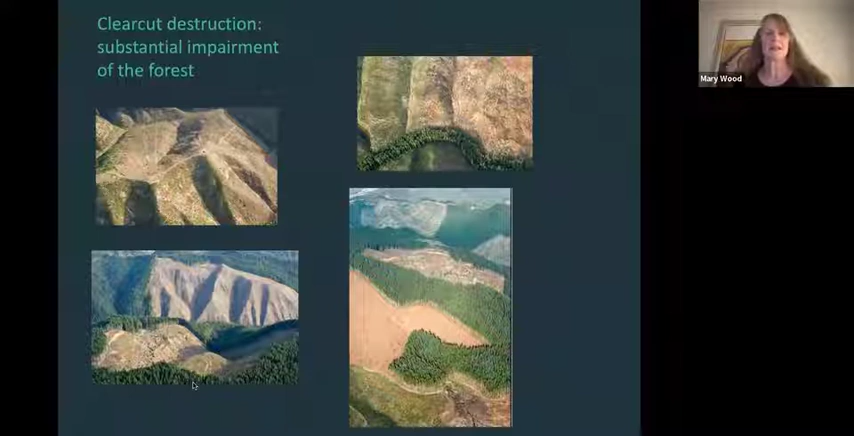 Clearcut destruction:
substantial impairment
of the forest
Mary Wood